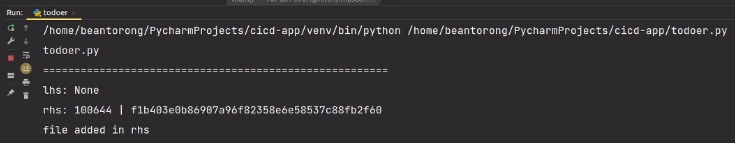 Run:
todoer
/home/beantorong/PycharmProjects/cicd-app/venv/bin/python /home/beantorong/PycharmProjects/cicd-app/todoer.py
todoer.py
=======================================================
lhs: None
rhs: 100644 | f1b403e0b86907a96f82358e6e58537c88fb2f60
file added in rhs